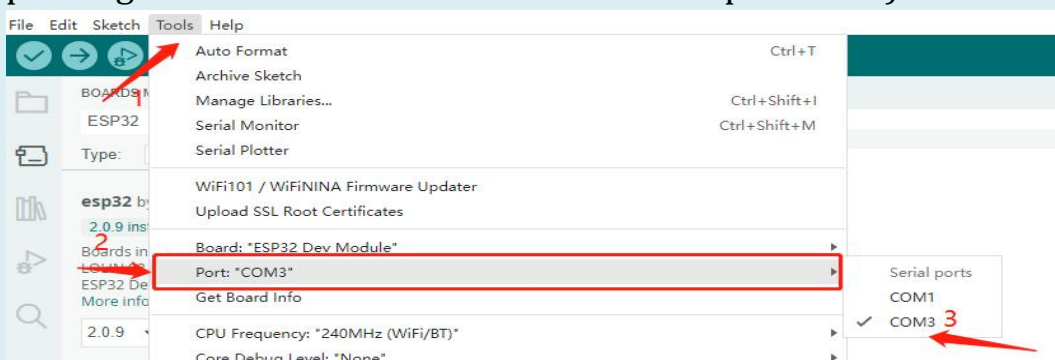 File Edit Sketch Tools Help
Auto Format Ctrl+T
Archive Sketch
1
BOARDS
Manage Libraries... Ctrl+Shift+I
ESP32
Serial Monitor Ctrl+Shift+M
Type:
Serial Plotter
WiFi101 / WiFiNINA Firmware Updater
esp32 by
Upload SSL Root Certificates
2.0.9 ins
2
Boards in
Board: "ESP32 Dev Module"
Port: "COM3"
Serial ports
ESP32 De
More info
Get Board Info
COM1
2.0.9
CPU Frequency: "240MHz (WiFi/BT)"
COM3 3
Core Debug Level: "None"